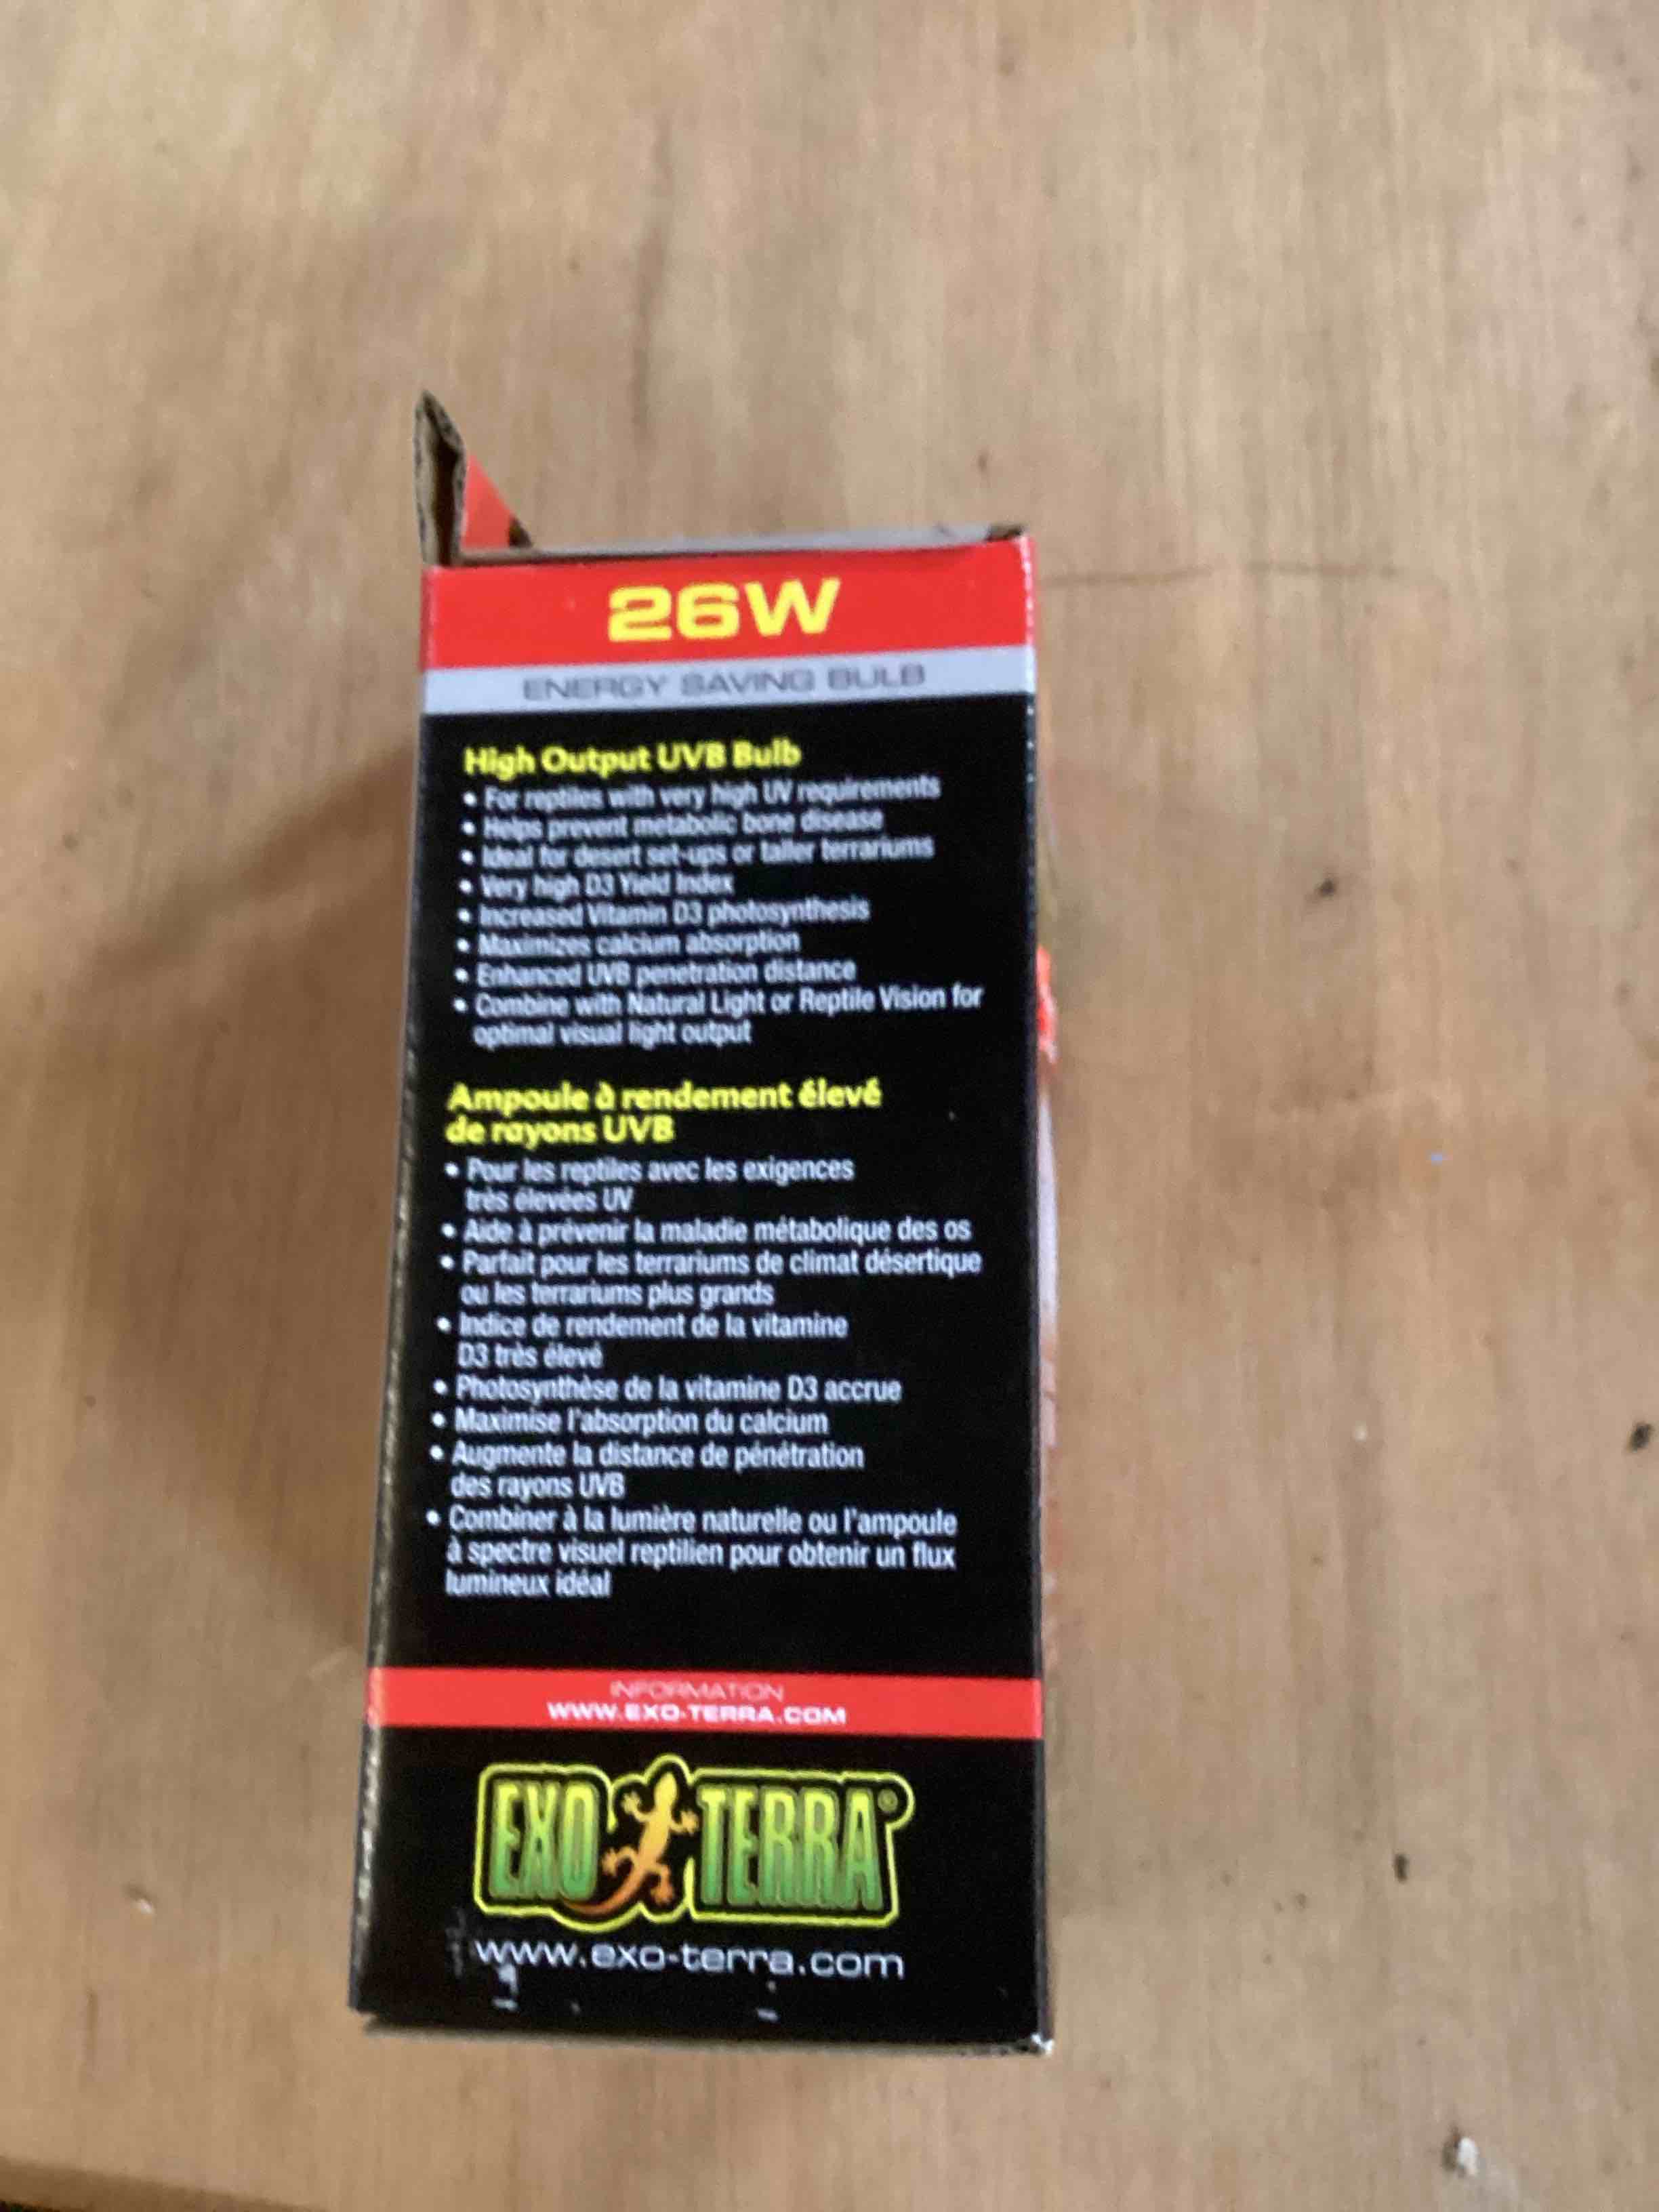 26W
ENERGY SAVING BULB
High Output UVB Bulb
• For reptiles with very high UV requirements
• Helps prevent metabolic bone disease
• Ideal for desert set-ups or taller terrariums
• Very high D3 Yield Index
• Increased Vitamin D3 photosynthesis
• Maximizes calcium absorption
• Enhanced UVB penetration distance
• Combine with Natural Light or Reptile Vision for
optimal visual light output
Ampoule à rendement élevé
de rayons UVB
• Pour les reptiles avec les exigences
très élevées UV
• Aide à prévenir la maladie métabolique des os
• Parfait pour les terrariums de climat désertique
ou les terrariums plus grands
• Indice de rendement de la vitamine
D3 très élevé
• Photosynthèse de la vitamine D3 accrue
• Maximise l'absorption du calcium
• Augmente la distance de pénétration
des rayons UVB
• Combiner à la lumière naturelle ou l'ampoule
à spectre visuel reptilien pour obtenir un flux
lumineux idéal
INFORMATION
WWW.EXO-TERRA.COM
EXO TERRA®
www.exo-terra.com